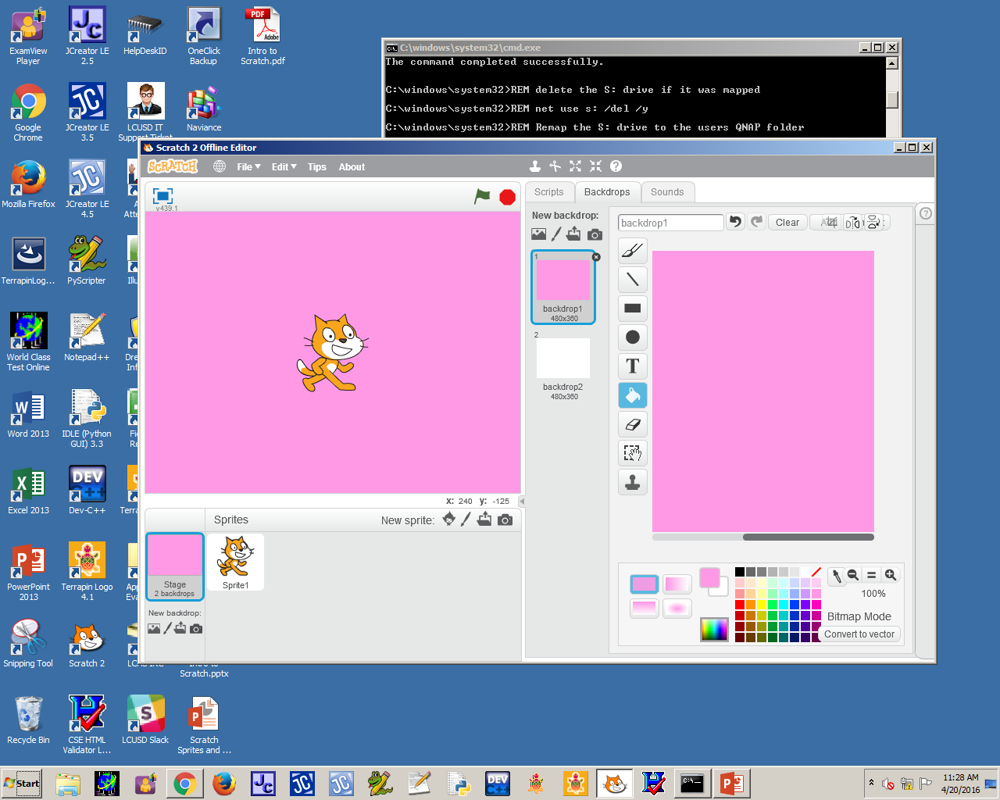 ExamView
Player
JCreator LE
2.5
HelpDeskID
OneClick
Backup
PDF
Adobe
Intro to
Scratch.pdf
Google
Chrome
JCreator LE
3.5
LCUSD IT
Support Ticket
Naviance
Mozilla Firefox
JCreator LE
4.5
TerrapinLog...
PyScripter
World Class
Test Online
Notepad++
Word 2013
IDLE (Python
GUI) 3.3
Excel 2013
Dev-C++
PowerPoint
2013
Terrapin Logo
4.1
Snipping Tool
Scratch 2
Scratch.pptx
Recycle Bin
CSE HTML
Validator L...
LCUSD Slack
Scratch
Sprites and ...
C:\windows\system32\cmd.exe
The command completed successfully.
C:\windows\system32>REM delete the S: drive if it was mapped
C:\windows\system32>REM net use s: /del /y
C:\windows\system32>REM Remap the S: drive to the users QNAP folder
Scratch 2 Offline Editor
SCRATCH File Edit Tips About
v439.1
Scripts Backdrops Sounds
New backdrop:
backdrop1
Clear
1
backdrop1
480x360
2
backdrop2
480x360
T
x: 240 y: -125
Sprites New sprite:
Stage
2 backdrops
Sprite1
New backdrop:
100%
Bitmap Mode
Convert to vector
Start
11:28 AM
4/20/2016